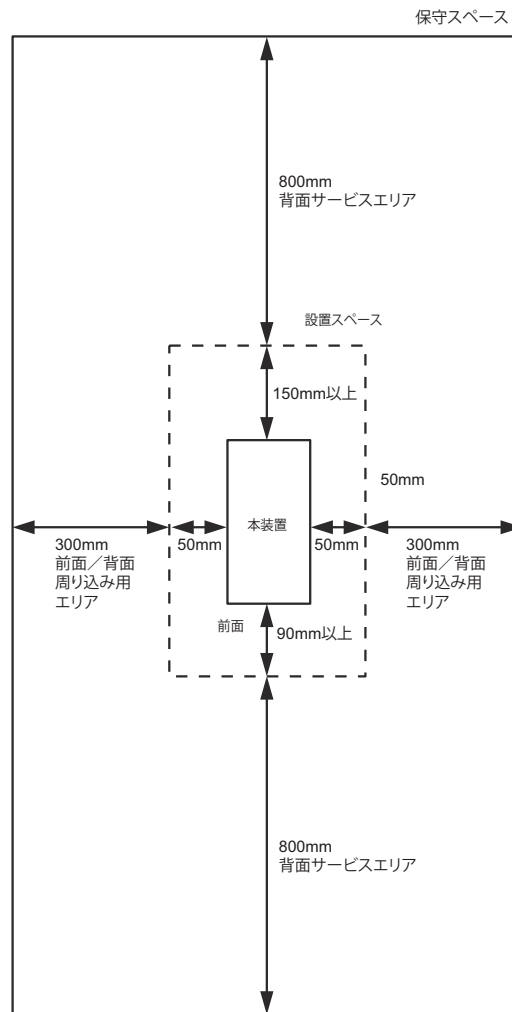 保守スペース
800mm
背面サービスエリア
設置スペース
150mm以上
50mm
本装置
50mm
50mm
300mm
前面／背面
周り込み用
エリア
300mm
前面／背面
周り込み用
エリア
前面
90mm以上
800mm
背面サービスエリア